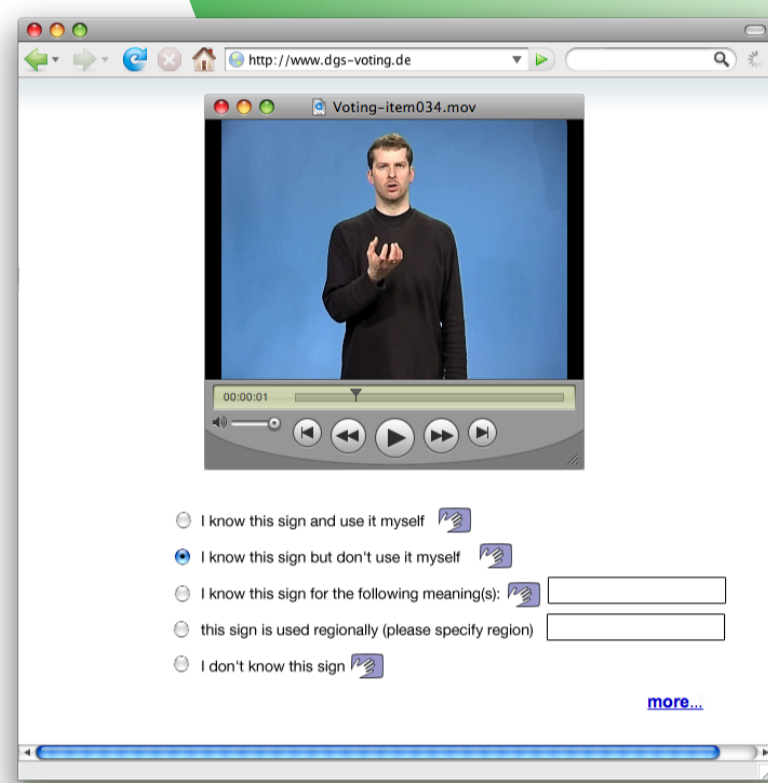 http://www.dgs-voting.de
Voting-item034.mov
00:00:01
I know this sign and use it myself
I know this sign but don't use it myself
I know this sign for the following meaning(s):
this sign is used regionally (please specify region)
I don't know this sign
more...